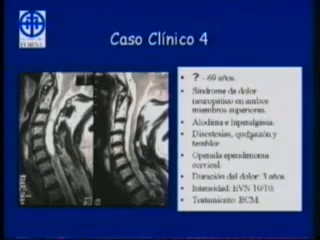 Caso Clínico 4
• ? - 69 años.
• Síndrome de dolor
neuropático en ambos
miembros superiores.
• Alodinia e hiperalgesia.
• Disestesias, quemazón y
temblor.
• Operada ependimoma
cervical.
• Duración del dolor: 3 años
• Intensidad: EVN 10/10.
• Tratamiento: ECM.